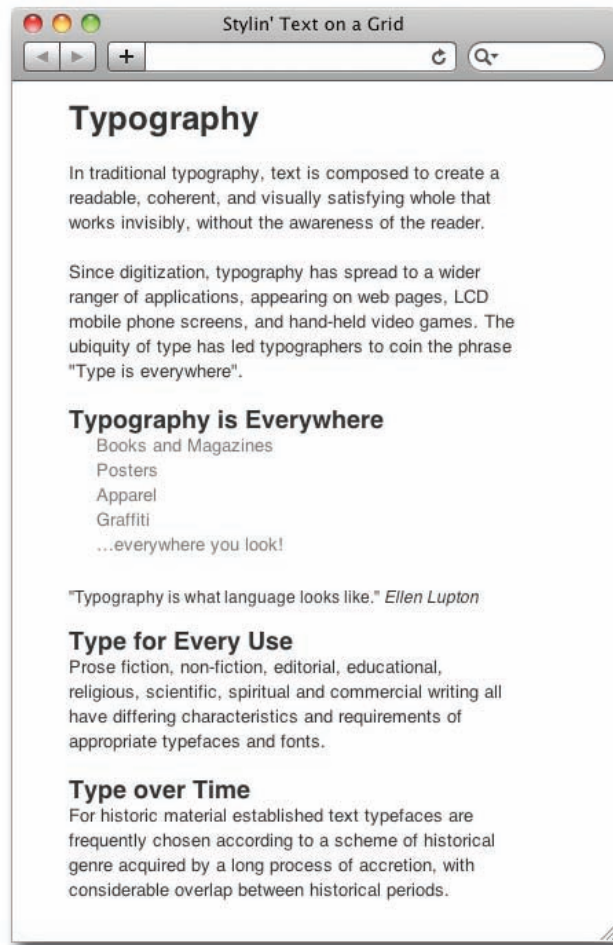 Stylin' Text on a Grid
Typography
In traditional typography, text is composed to create a
readable, coherent, and visually satisfying whole that
works invisibly, without the awareness of the reader.
Since digitization, typography has spread to a wider
ranger of applications, appearing on web pages, LCD
mobile phone screens, and hand-held video games. The
ubiquity of type has led typographers to coin the phrase
"Type is everywhere".
Typography is Everywhere
Books and Magazines
Posters
Apparel
Graffiti
…everywhere you look!
"Typography is what language looks like." Ellen Lupton
Type for Every Use
Prose fiction, non-fiction, editorial, educational,
religious, scientific, spiritual and commercial writing all
have differing characteristics and requirements of
appropriate typefaces and fonts.
Type over Time
For historic material established text typefaces are
frequently chosen according to a scheme of historical
genre acquired by a long process of accretion, with
considerable overlap between historical periods.